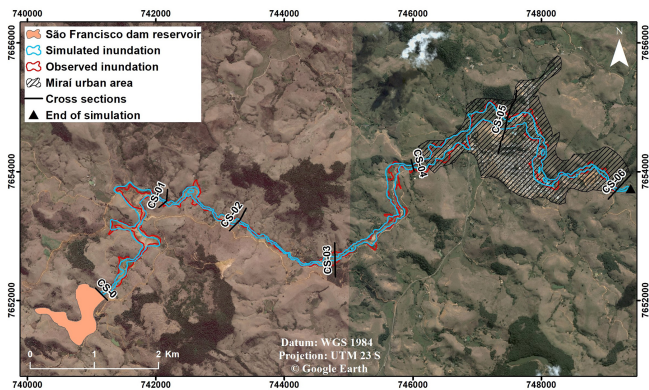 740000 742000 744000 746000 748000
7656000
7656000
São Francisco dam reservoir
Simulated inundation
Observed inundation
Miraí urban area
Cross sections
End of simulation
N
CS-05
CS-04
7654000
7654000
CS-01
CS-06
CS-02
CS-03
CS-0
7652000
7652000
0 1 2 Km
Datum: WGS 1984
Projection: UTM 23 S
© Google Earth
740000 742000 744000 746000 748000